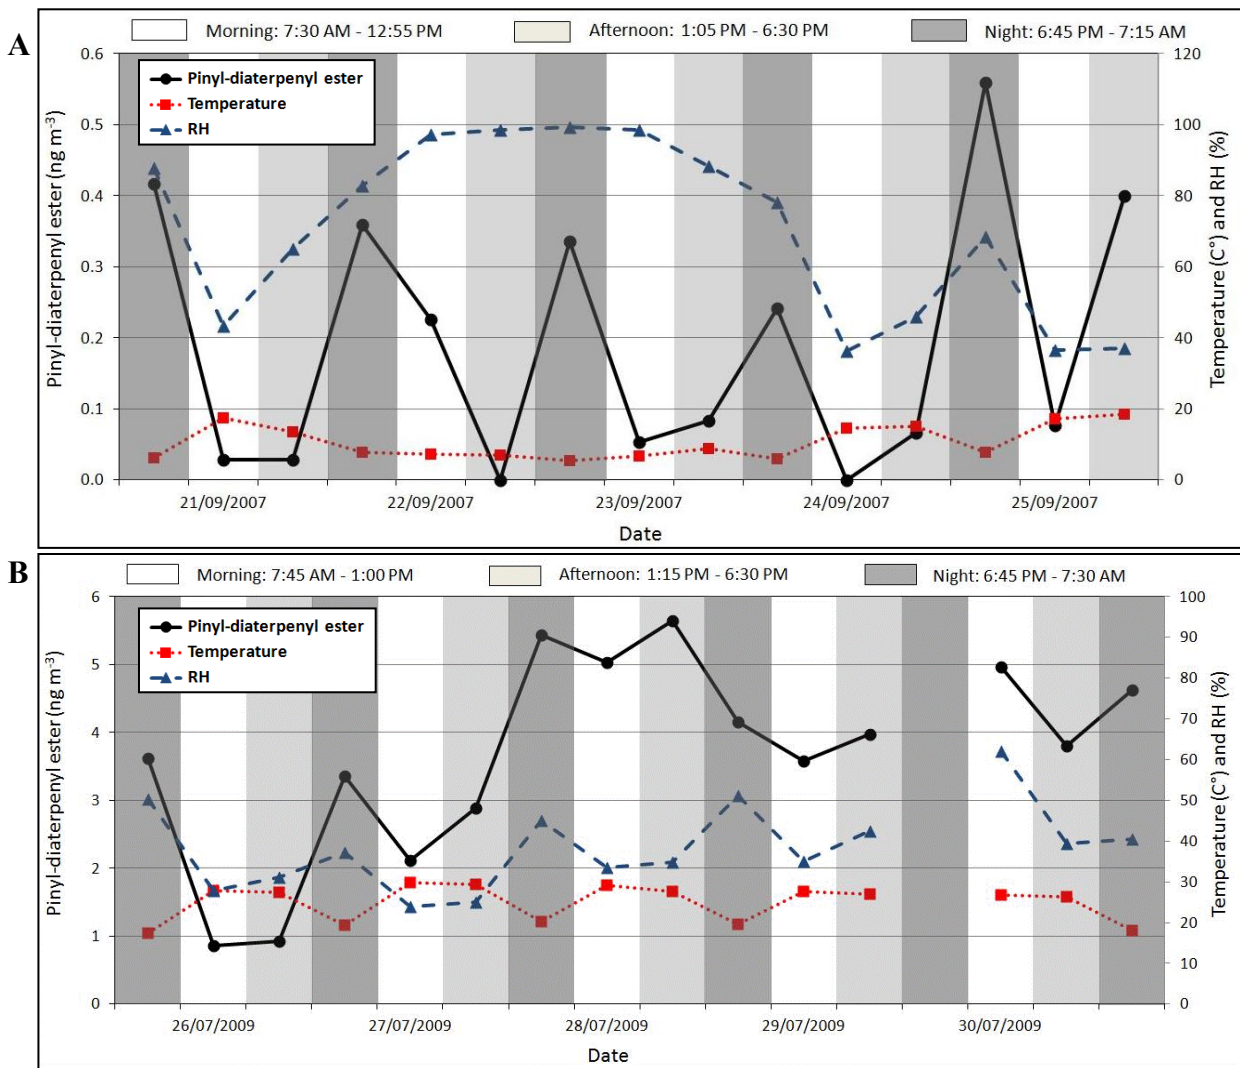 A
Morning: 7:30 AM - 12:55 PM
Afternoon: 1:05 PM - 6:30 PM
Night: 6:45 PM - 7:15 AM
Pinyl-diaterpenyl ester
Temperature
RH
Pinyl-diaterpenyl ester (ng m-3)
0.6
0.5
0.4
0.3
0.2
0.1
0.0
120
100
80
60
40
20
0
Temperature (C°) and RH (%)
21/09/2007
22/09/2007
23/09/2007
24/09/2007
25/09/2007
Date
B
Morning: 7:45 AM - 1:00 PM
Afternoon: 1:15 PM - 6:30 PM
Night: 6:45 PM - 7:30 AM
Pinyl-diaterpenyl ester
Temperature
RH
Pinyl-diaterpenyl ester (ng m-3)
6
5
4
3
2
1
0
100
90
80
70
60
50
40
30
20
10
0
Temperature (C°) and RH (%)
26/07/2009
27/07/2009
28/07/2009
29/07/2009
30/07/2009
Date